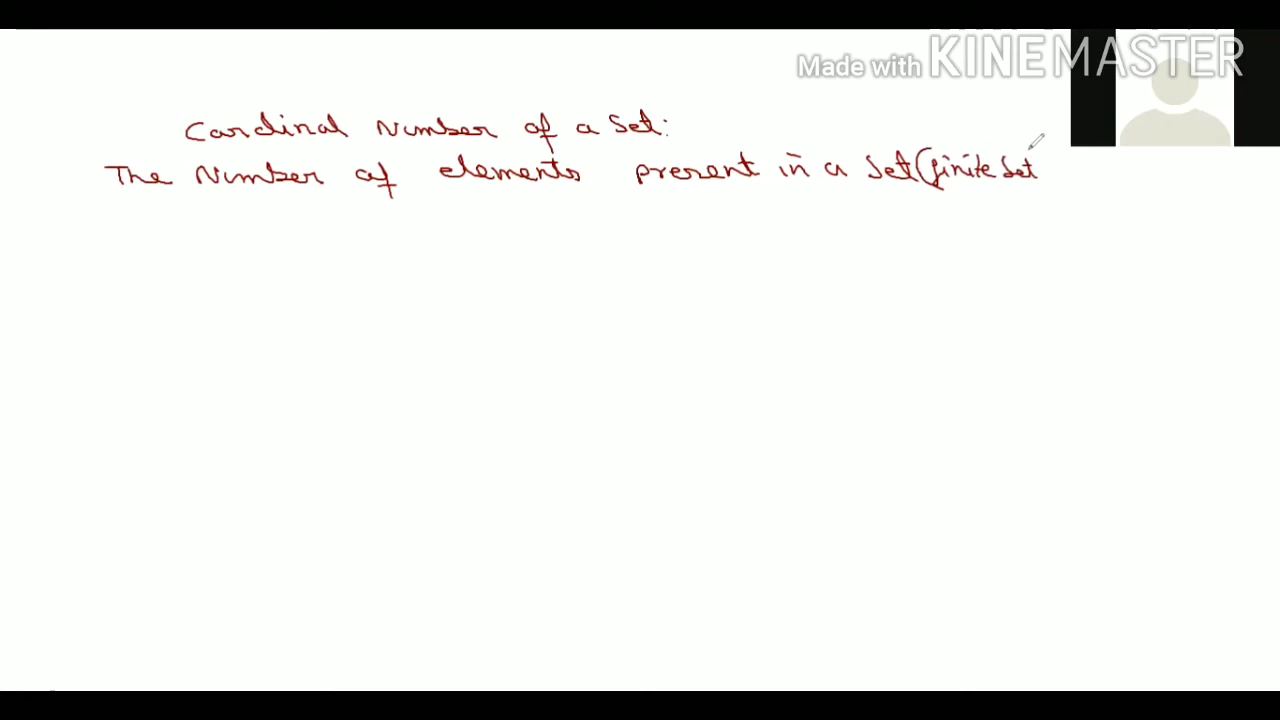 Made with KINEMASTER
Cardinal Number of a Set:
The Number of elements present in a Set(finite Set